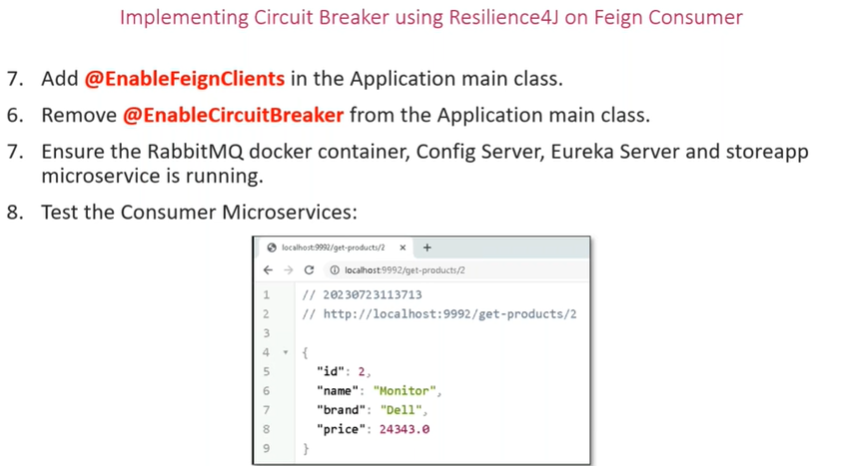 Implementing Circuit Breaker using Resilience4J on Feign Consumer
7. Add @EnableFeignClients in the Application main class.
6. Remove @EnableCircuitBreaker from the Application main class.
7. Ensure the RabbitMQ docker container, Config Server, Eureka Server and storeapp
microservice is running.
8. Test the Consumer Microservices:
localhost:9992/get-products/2 × +
localhost:9992/get-products/2
1 // 20230723113713
2 // http://localhost:9992/get-products/2
3
4 {
5 "id": 2,
6 "name": "Monitor",
7 "brand": "Dell",
8 "price": 24343.0
9 }